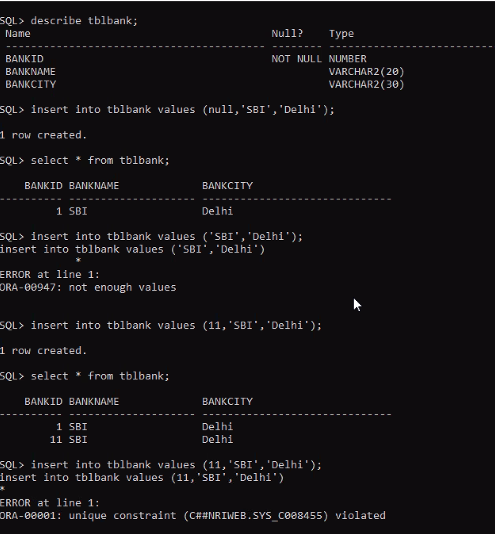 SQL> describe tblbank;
 Name                                      Null?    Type
 ----------------------------------------- -------- ----------------------------
 BANKID                                    NOT NULL NUMBER
 BANKNAME                                           VARCHAR2(20)
 BANKCITY                                           VARCHAR2(30)
SQL> insert into tblbank values (null,'SBI','Delhi');
1 row created.
SQL> select * from tblbank;
    BANKID BANKNAME             BANKCITY
---------- -------------------- ------------------------------
         1 SBI                  Delhi
SQL> insert into tblbank values ('SBI','Delhi');
insert into tblbank values ('SBI','Delhi')
            *
ERROR at line 1:
ORA-00947: not enough values
SQL> insert into tblbank values (11,'SBI','Delhi');
1 row created.
SQL> select * from tblbank;
    BANKID BANKNAME             BANKCITY
---------- -------------------- ------------------------------
         1 SBI                  Delhi
        11 SBI                  Delhi
SQL> insert into tblbank values (11,'SBI','Delhi');
insert into tblbank values (11,'SBI','Delhi')
*
ERROR at line 1:
ORA-00001: unique constraint (C##NRIWEB.SYS_C008455) violated